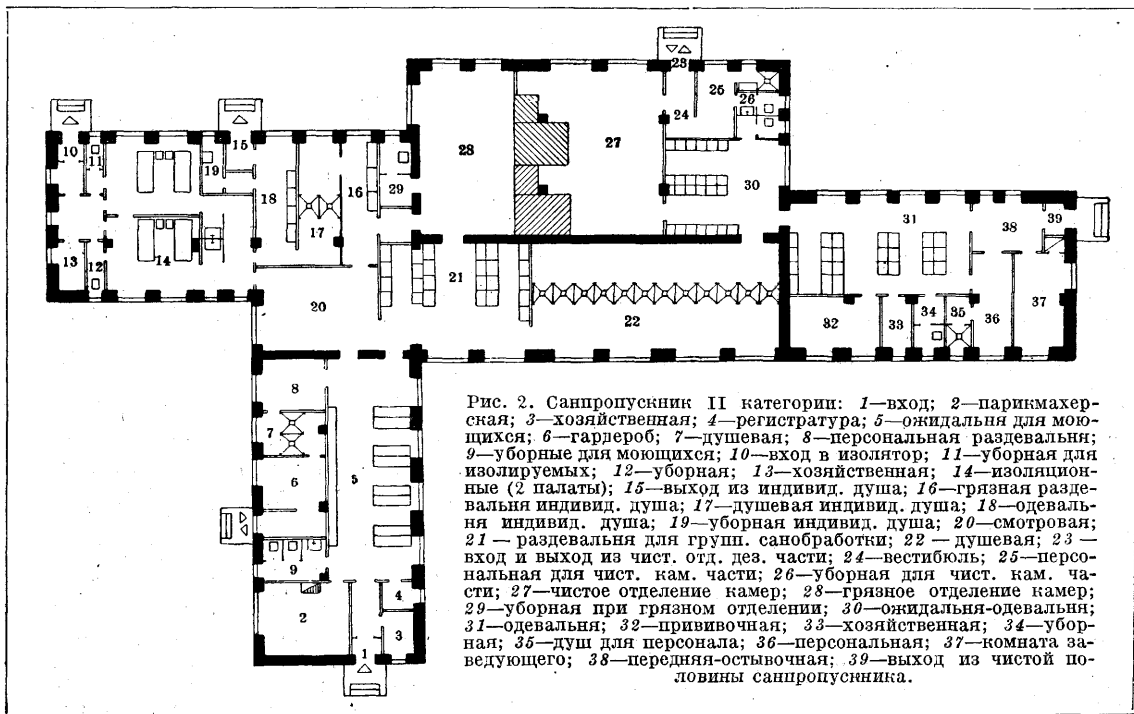 23
25
26
24
10
11
15
19
28
27
29
16
18
17
30
31
38
39
13
12
14
21
20
22
32
33
34
35
36
37
8
7
6
5
9
4
2
3
1
Рис. 2. Санпропускник II категории: 1—вход; 2—парикмахер-
ская; 3—хозяйственная; 4—регистратура; 5—ожидальня для мою-
щихся; 6—гардероб; 7—душевая; 8—персональная раздевальня;
9—уборные для моющихся; 10—вход в изолятор; 11—уборная для
изолируемых; 12—уборная; 13—хозяйственная; 14—изоляцион-
ные (2 палаты); 15—выход из индивид. душа; 16—грязная разде-
вальня индивид. душа; 17—душевая индивид. душа; 18—одеваль-
ня индивид. душа; 19—уборная индивид. душа; 20—смотровая;
21 — раздевальня для групп. санобработки; 22 — душевая; 23 —
вход и выход из чист. отд. дез. части; 24—вестибюль; 25—персо-
нальная для чист. кам. части; 26—уборная для чист. кам. ча-
сти; 27—чистое отделение камер; 28—грязное отделение камер;
29—уборная при грязном отделении; 30—ожидальня-одевальня;
31—одевальня; 32—прививочная; 33—хозяйственная; 34—убор-
ная; 35—душ для персонала; 36—персональная; 37—комната за-
ведующего; 38—передняя-остывочная; 39—выход из чистой по-
ловины санпропускника.